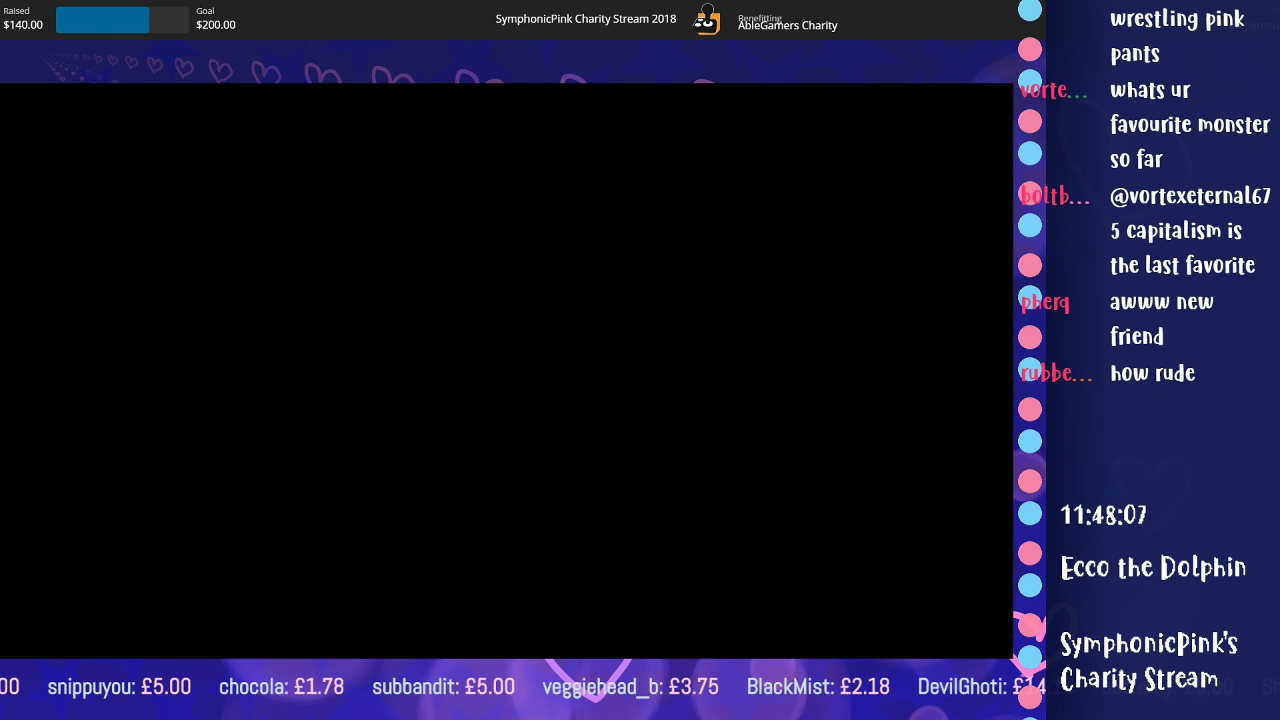 Raised
$140.00
Goal
$200.00
SymphonicPink Charity Stream 2018
Benefitting
AbleGamers Charity
wrestling pink
pants
vorte... whats ur
favourite monster
so far
boltb... @vortexeternal67
5 capitalism is
the last favorite
pherq awww new
friend
rubbe... how rude
11:48:07
Ecco the Dolphin
SymphonicPink's
Charity Stream
00 snippuyou: £5.00 chocola: £1.78 subbandit: £5.00 veggiehead_b: £3.75 BlackMist: £2.18 DevilGhoti: